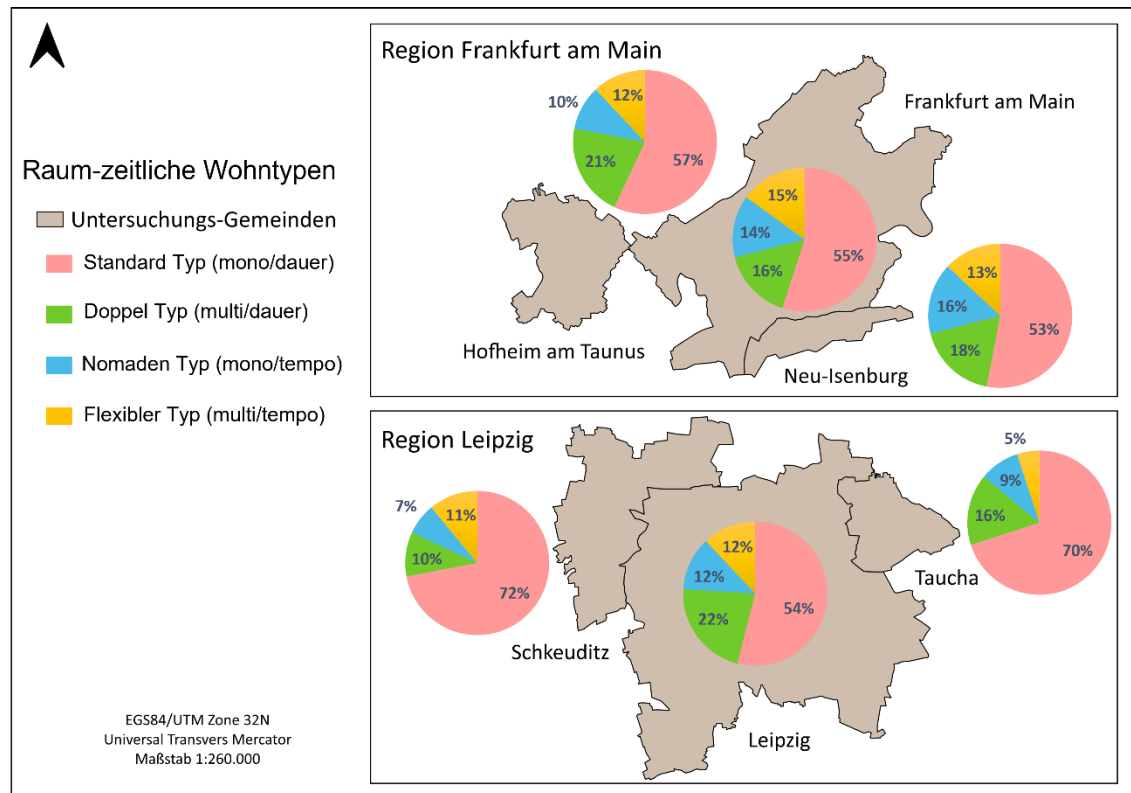 Raum-zeitliche Wohntypen
Untersuchungs-Gemeinden
Standard Typ (mono/dauer)
Doppel Typ (multi/dauer)
Nomaden Typ (mono/tempo)
Flexibler Typ (multi/tempo)
EGS84/UTM Zone 32N
Universal Transvers Mercator
Maßstab 1:260.000
Region Frankfurt am Main
10%
12%
21%
57%
Hofheim am Taunus
Frankfurt am Main
15%
14%
16%
55%
Neu-Isenburg
13%
16%
18%
53%
Region Leipzig
7%
11%
10%
72%
Schkeuditz
12%
12%
22%
54%
Leipzig
5%
9%
16%
70%
Taucha